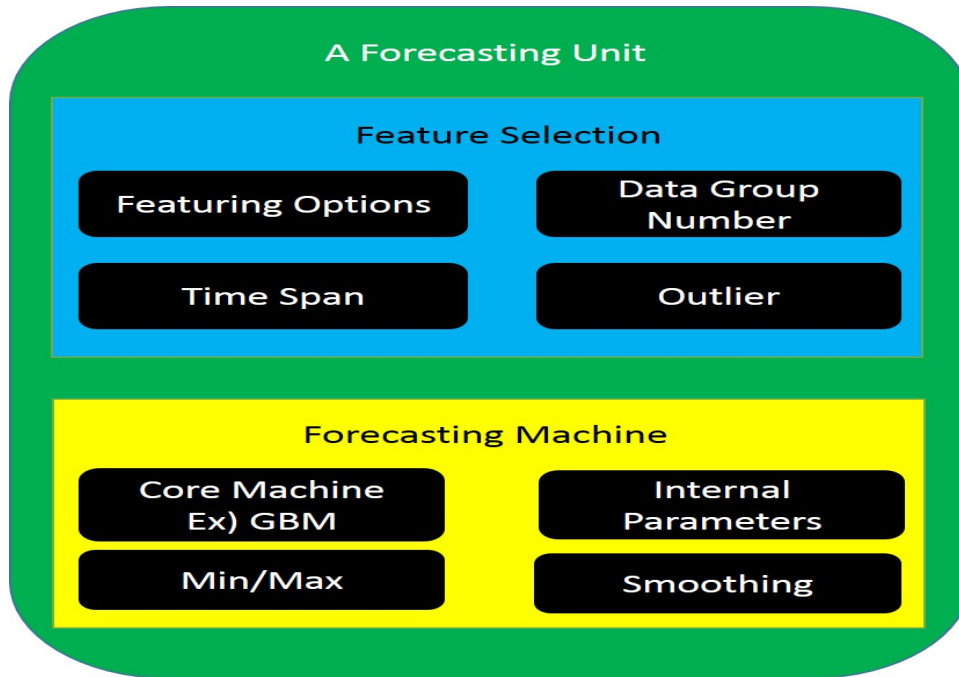 A Forecasting Unit
Feature Selection
Featuring Options
Data Group
Number
Time Span
Outlier
Forecasting Machine
Core Machine
Ex) GBM
Internal
Parameters
Min/Max
Smoothing